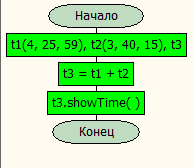 Начало
t1(4, 25, 59), t2(3, 40, 15), t3
t3 = t1 + t2
t3.showTime( )
Конец